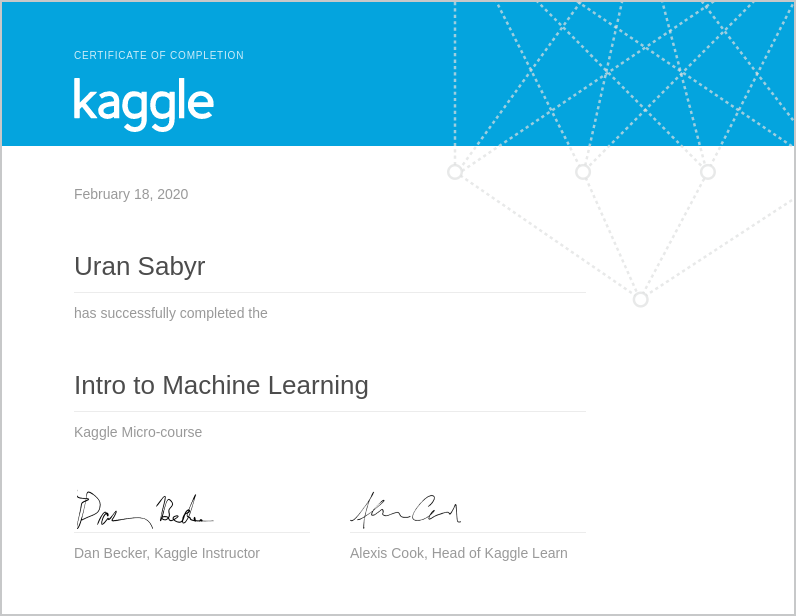 CERTIFICATE OF COMPLETION
kaggle
February 18, 2020
Uran Sabyr
has successfully completed the
Intro to Machine Learning
Kaggle Micro-course
Dan Becker
Alexis Cook
Dan Becker, Kaggle Instructor
Alexis Cook, Head of Kaggle Learn